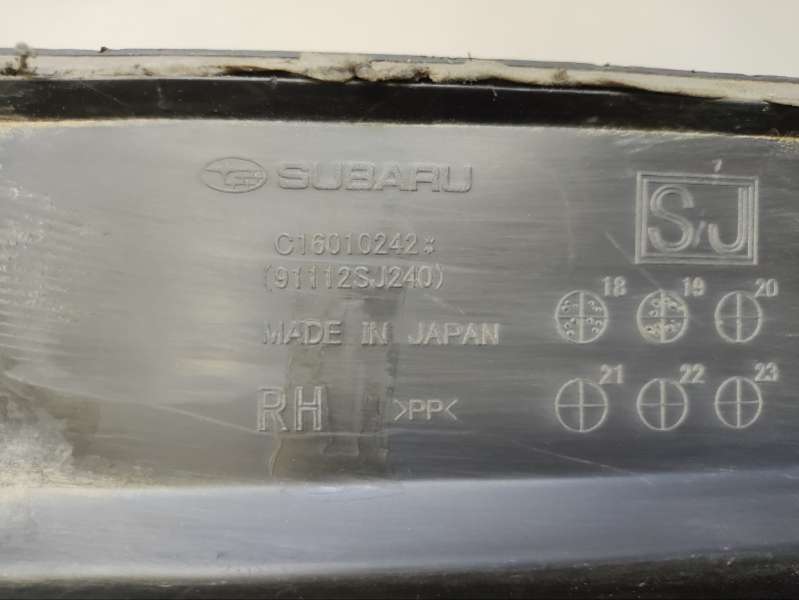 SUBARU
C16010242*
(91112SJ240)
MADE IN JAPAN
RH >PP<
SJ
18 19 20
21 22 23